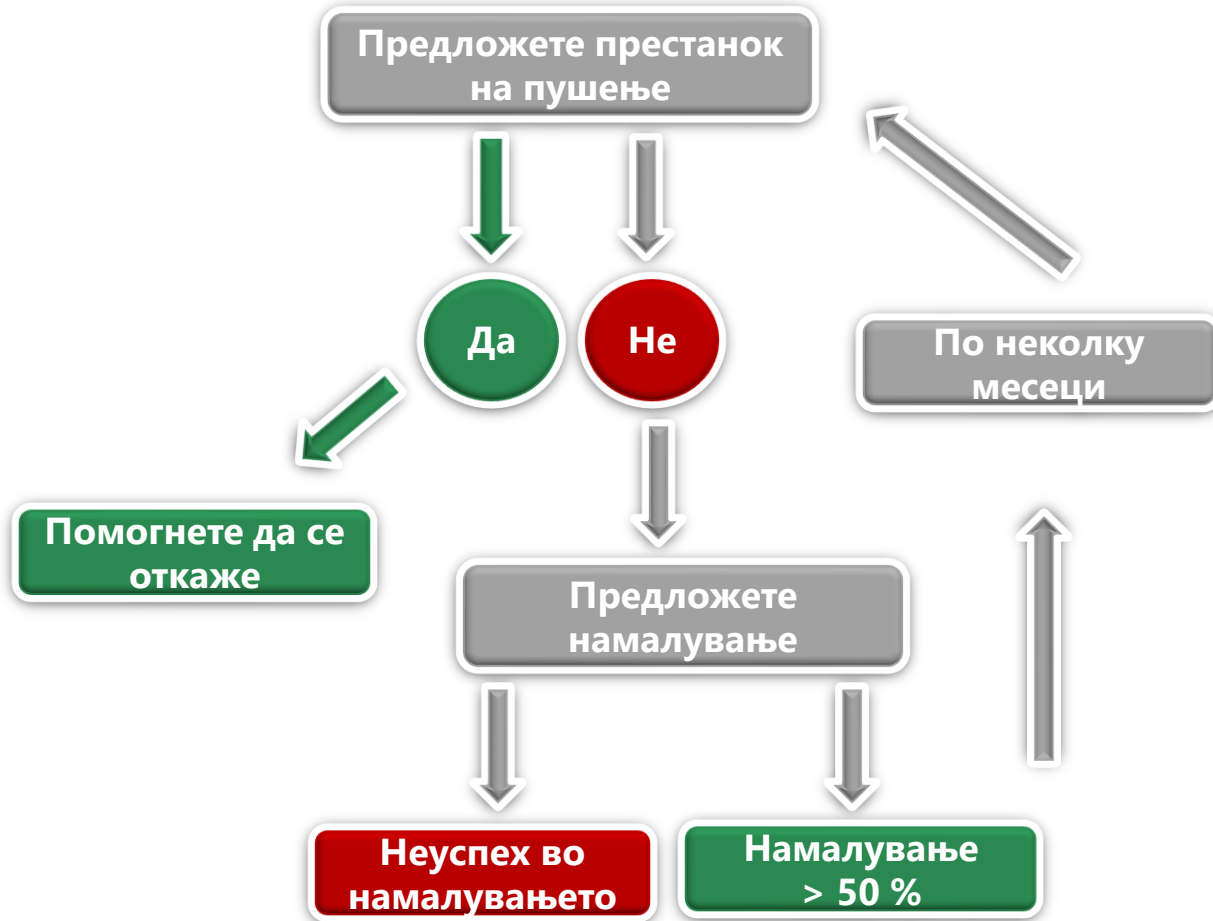 Предложете престанок
на пушење
Да
Не
По неколку
месеци
Помогнете да се
откаже
Предложете
намалување
Неуспех во
намалувањето
Намалување
> 50 %